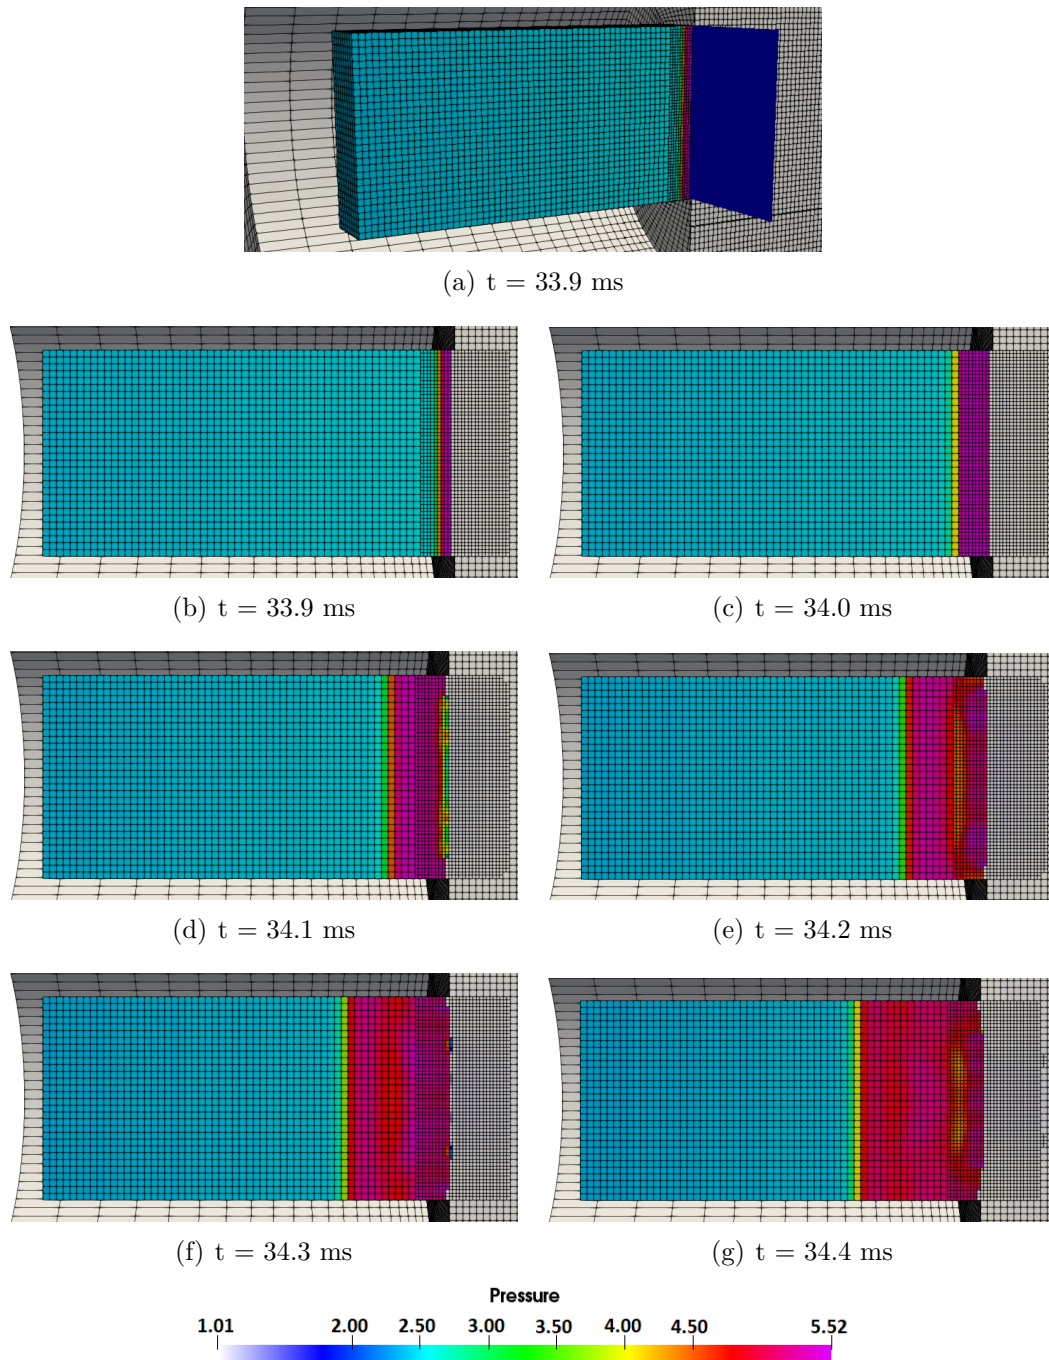 (a) t = 33.9 ms
(b) t = 33.9 ms
(c) t = 34.0 ms
(d) t = 34.1 ms
(e) t = 34.2 ms
(f) t = 34.3 ms
(g) t = 34.4 ms
Pressure
1.01 2.00 2.50 3.00 3.50 4.00 4.50 5.52